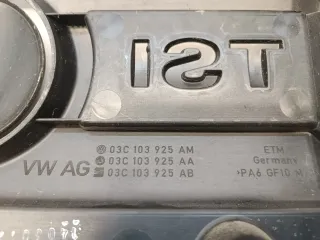 TSI
03C 103 925 AM
03C 103 925 AA
VW AG 03C 103 925 AB
ETM
Germany
>PA6 GF10 M